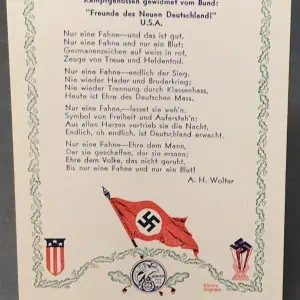 Kampfgenossen gewidmet vom Bund:
"Freunde des Neuen Deutschland!"
U.S.A.
Nur eine Fahne—und das ist gut.
Nur eine Fahne und nur ein Blut;
Germanenzeichen auf weiss in rot,
Zeuge von Treue und Heldentod.
Nur eine Fahne—endlich der Sieg.
Nie wieder Hader und Bruderkrieg;
Nie wieder Trennung durch Klassenhass,
Heute ist Ehre des Deutschen Mass.
Nur eine Fahne,—lasset sie weh'n,
Symbol von Freiheit und Aufersteh'n;
Aus allen Herzen vertrieb sie die Nacht,
Endlich, oh endlich, ist Deutschland erwacht.
Nur eine Fahne—Ehre dem Mann,
Der sie geschaffen, der sie ersann;
Ehre dem Volke, das nicht geruht,
Bis nur eine Fahne und nur ein Blut!
A. H. Wolter